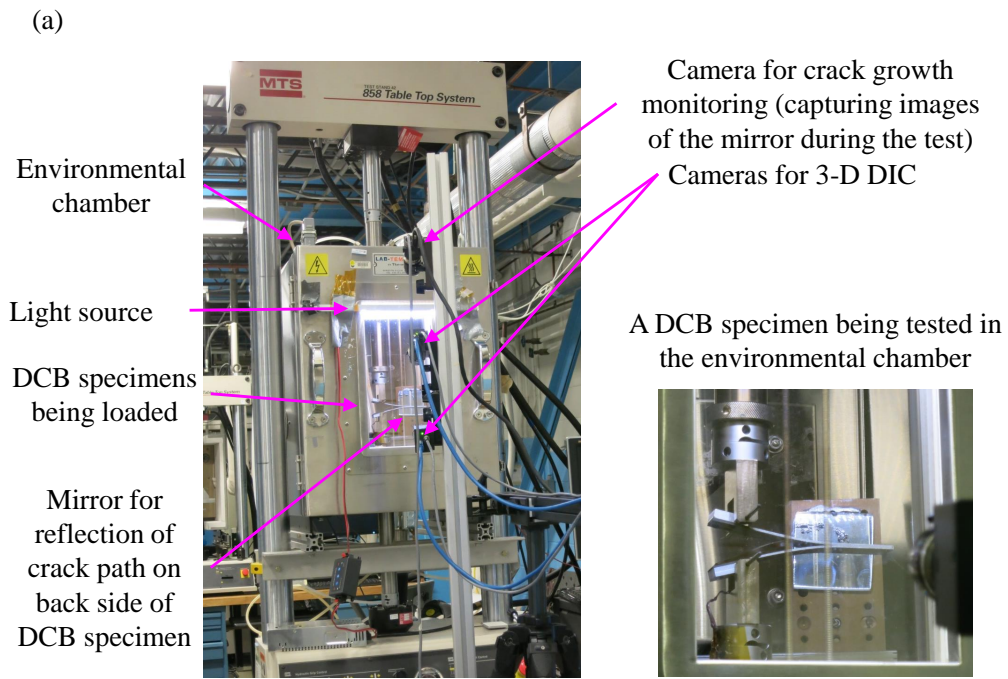 (a)
MTS
858 Table Top System
Camera for crack growth
monitoring (capturing images
of the mirror during the test)
Cameras for 3-D DIC
Environmental
chamber
LAB-TEMP
Light source
A DCB specimen being tested in
the environmental chamber
DCB specimens
being loaded
Mirror for
reflection of
crack path on
back side of
DCB specimen